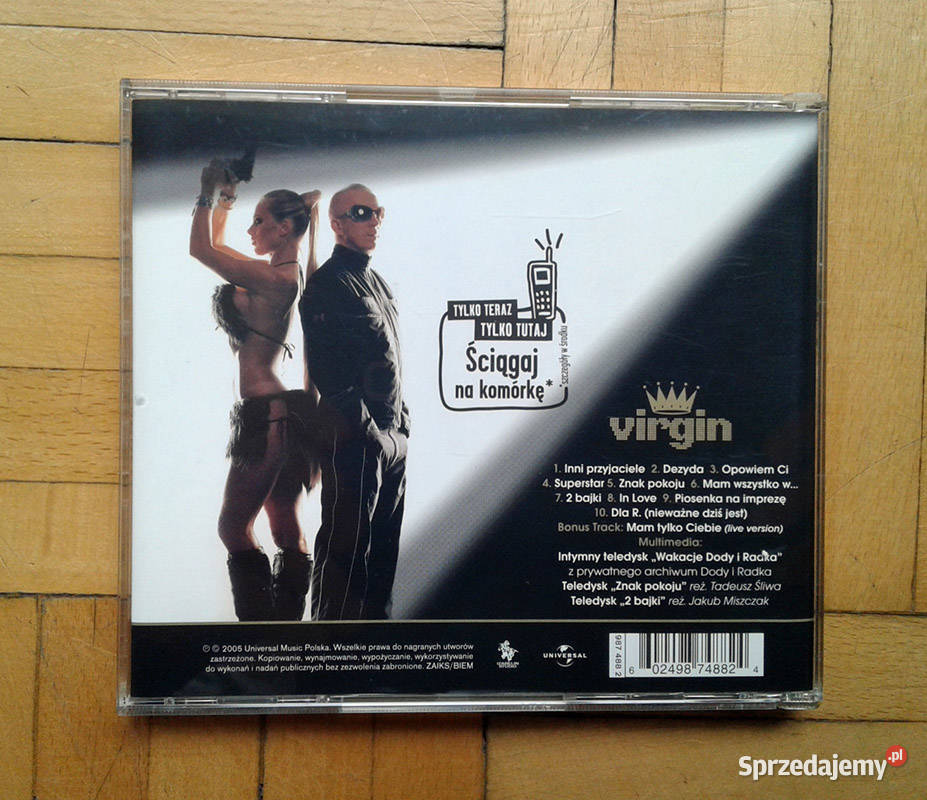 TYLKO TERAZ
TYLKO TUTAJ
Ściągaj
na komórkę*
*szczegóły w środku
virgin
1. Inni przyjaciele 2. Dezyda 3. Opowiem Ci
4. Superstar 5. Znak pokoju 6. Mam wszystko w...
7. 2 bajki 8. In Love 9. Piosenka na imprezę
10. Dla R. (nieważne dziś jest)
Bonus Track: Mam tylko Ciebie (live version)
Multimedia:
Intymny teledysk „Wakacje Dody i Radka"
z prywatnego archiwum Dody i Radka
Teledysk „Znak pokoju" reż. Tadeusz Śliwa
Teledysk „2 bajki" reż. Jakub Miszczak
℗ © 2005 Universal Music Polska. Wszelkie prawa do nagranych utworów
zastrzeżone. Kopiowanie, wynajmowanie, wypożyczanie, wykorzystywanie
do wykonań i nadań publicznych bez zezwolenia zabronione. ZAIKS/BIEM
UNIVERSAL
987 488 2
6 02498 74882 4
Sprzedajemy.pl